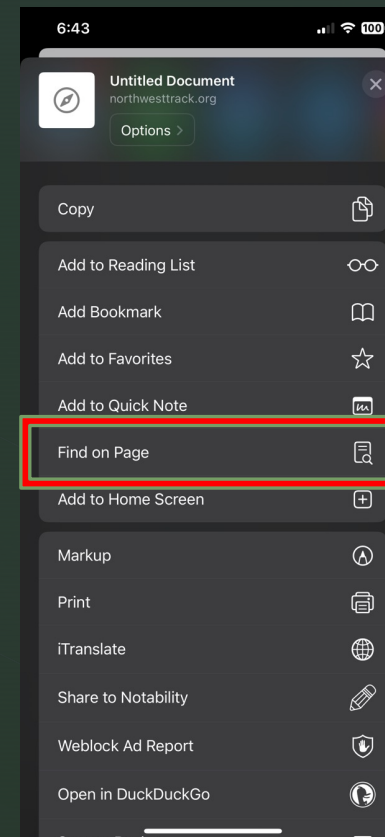 6:43
100
Untitled Document
northwesttrack.org
Options >
Copy
Add to Reading List
Add Bookmark
Add to Favorites
Add to Quick Note
Find on Page
Add to Home Screen
Markup
Print
iTranslate
Share to Notability
Weblock Ad Report
Open in DuckDuckGo